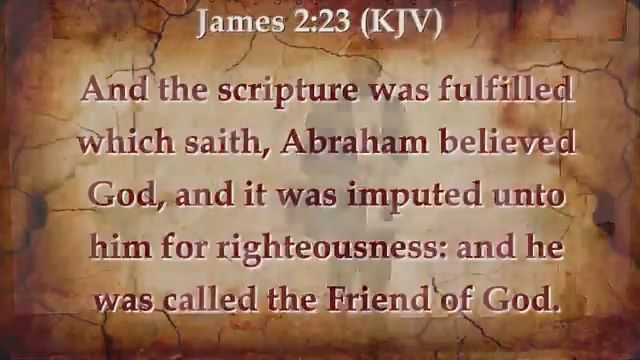 James 2:23 (KJV)
And the scripture was fulfilled
which saith, Abraham believed
God, and it was imputed unto
him for righteousness: and he
was called the Friend of God.